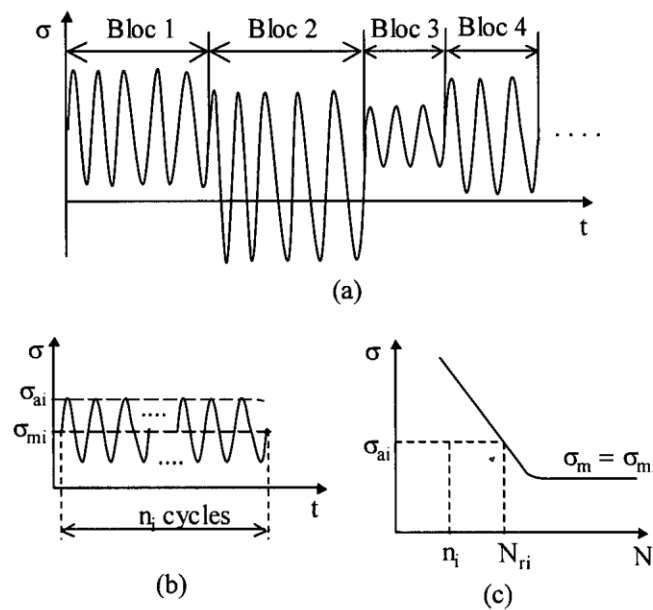 σ
Bloc 1 Bloc 2 Bloc 3 Bloc 4
. . . .
t
(a)
σ
σai
σmi
....
....
t
ni cycles
(b)
σ
σai
σm = σm
ni Nri N
(c)